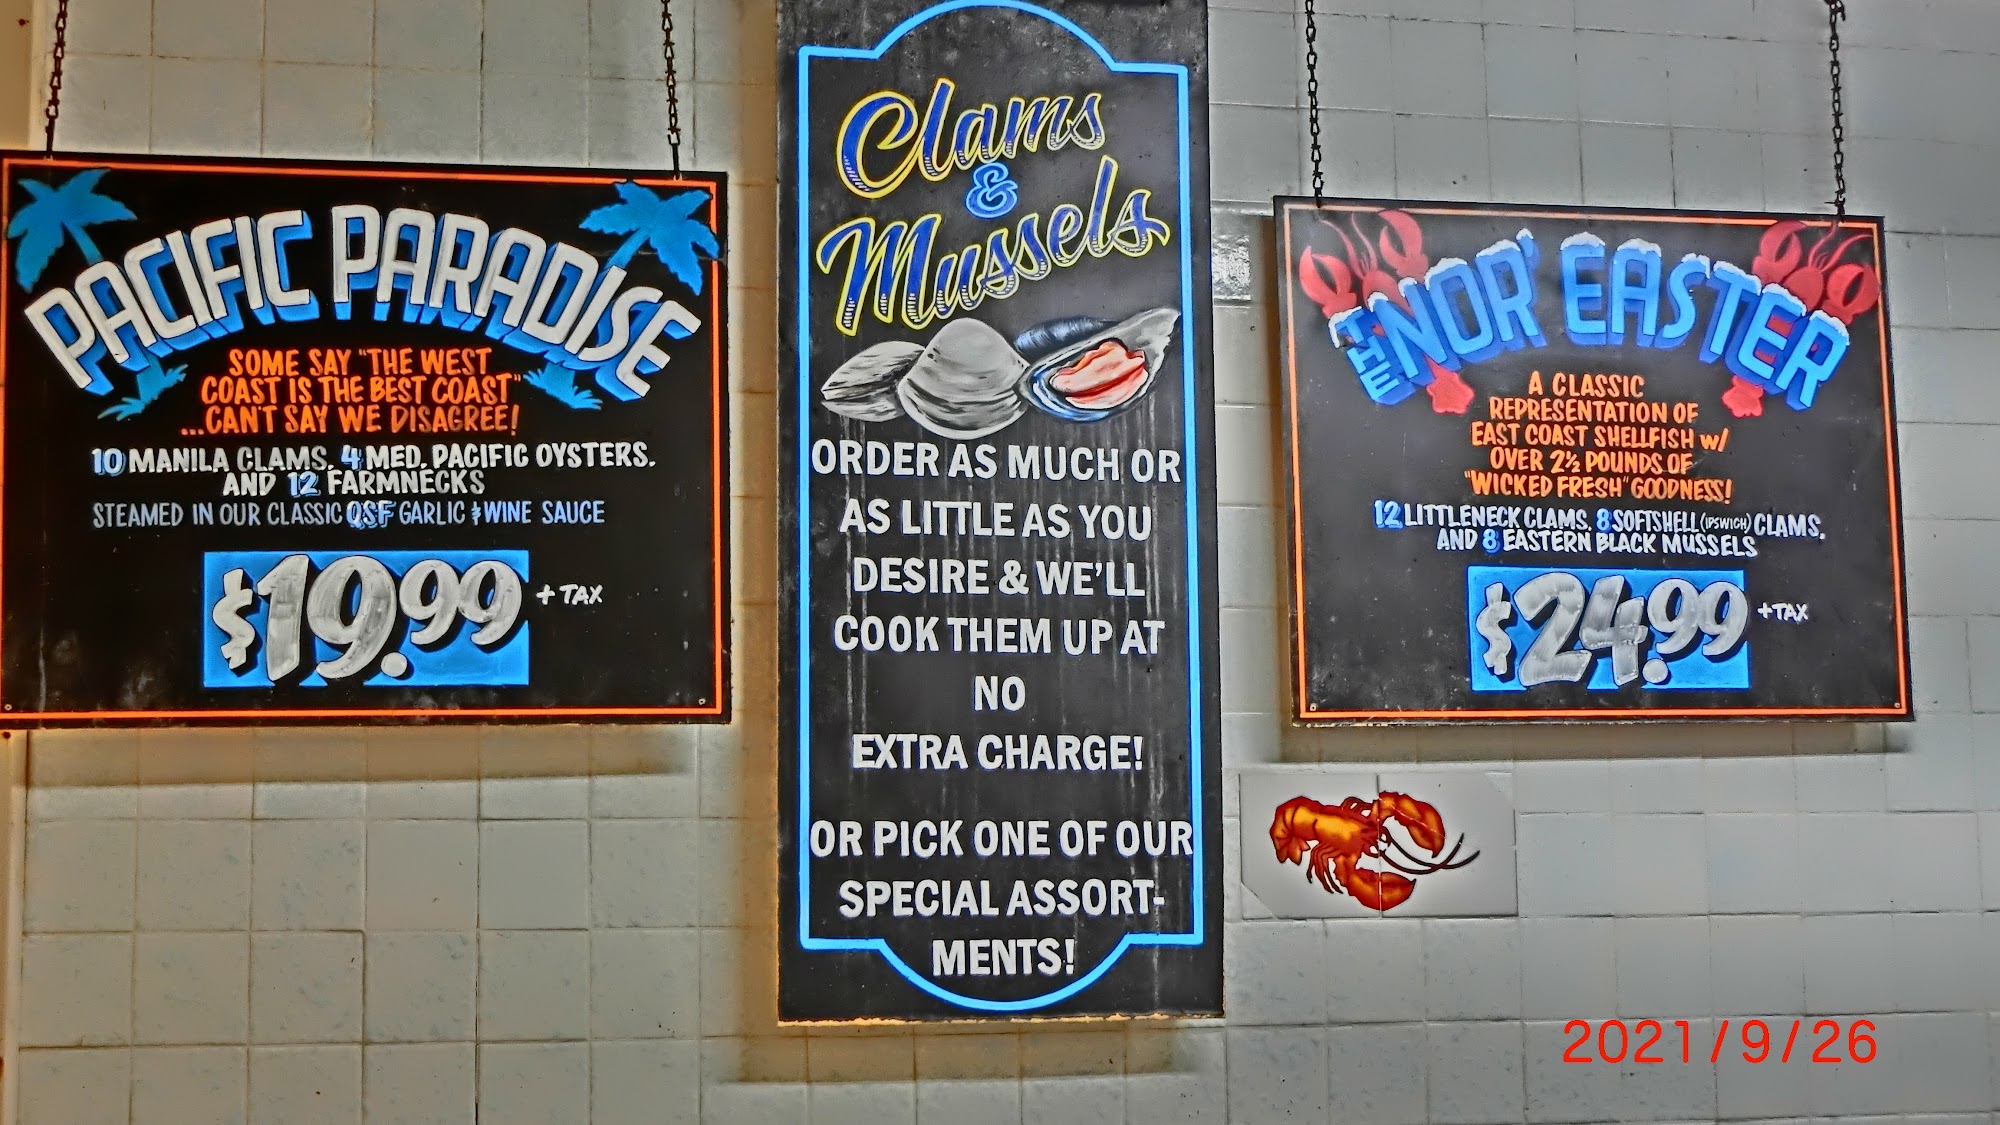 PACIFIC PARADISE
SOME SAY "THE WEST
COAST IS THE BEST COAST"
...CAN'T SAY WE DISAGREE!
10 MANILA CLAMS, 4 MED. PACIFIC OYSTERS,
AND 12 FARMNECKS
STEAMED IN OUR CLASSIC QSF GARLIC & WINE SAUCE
$19.99 + TAX
Clams
&
Mussels
ORDER AS MUCH OR
AS LITTLE AS YOU
DESIRE & WE'LL
COOK THEM UP AT
NO
EXTRA CHARGE!
OR PICK ONE OF OUR
SPECIAL ASSORT-
MENTS!
THE NOR' EASTER
A CLASSIC
REPRESENTATION OF
EAST COAST SHELLFISH w/
OVER 2½ POUNDS OF
"WICKED FRESH" GOODNESS!
12 LITTLENECK CLAMS, 8 SOFTSHELL (IPSWICH) CLAMS,
AND 8 EASTERN BLACK MUSSELS
$24.99 +TAX
2021/9/26